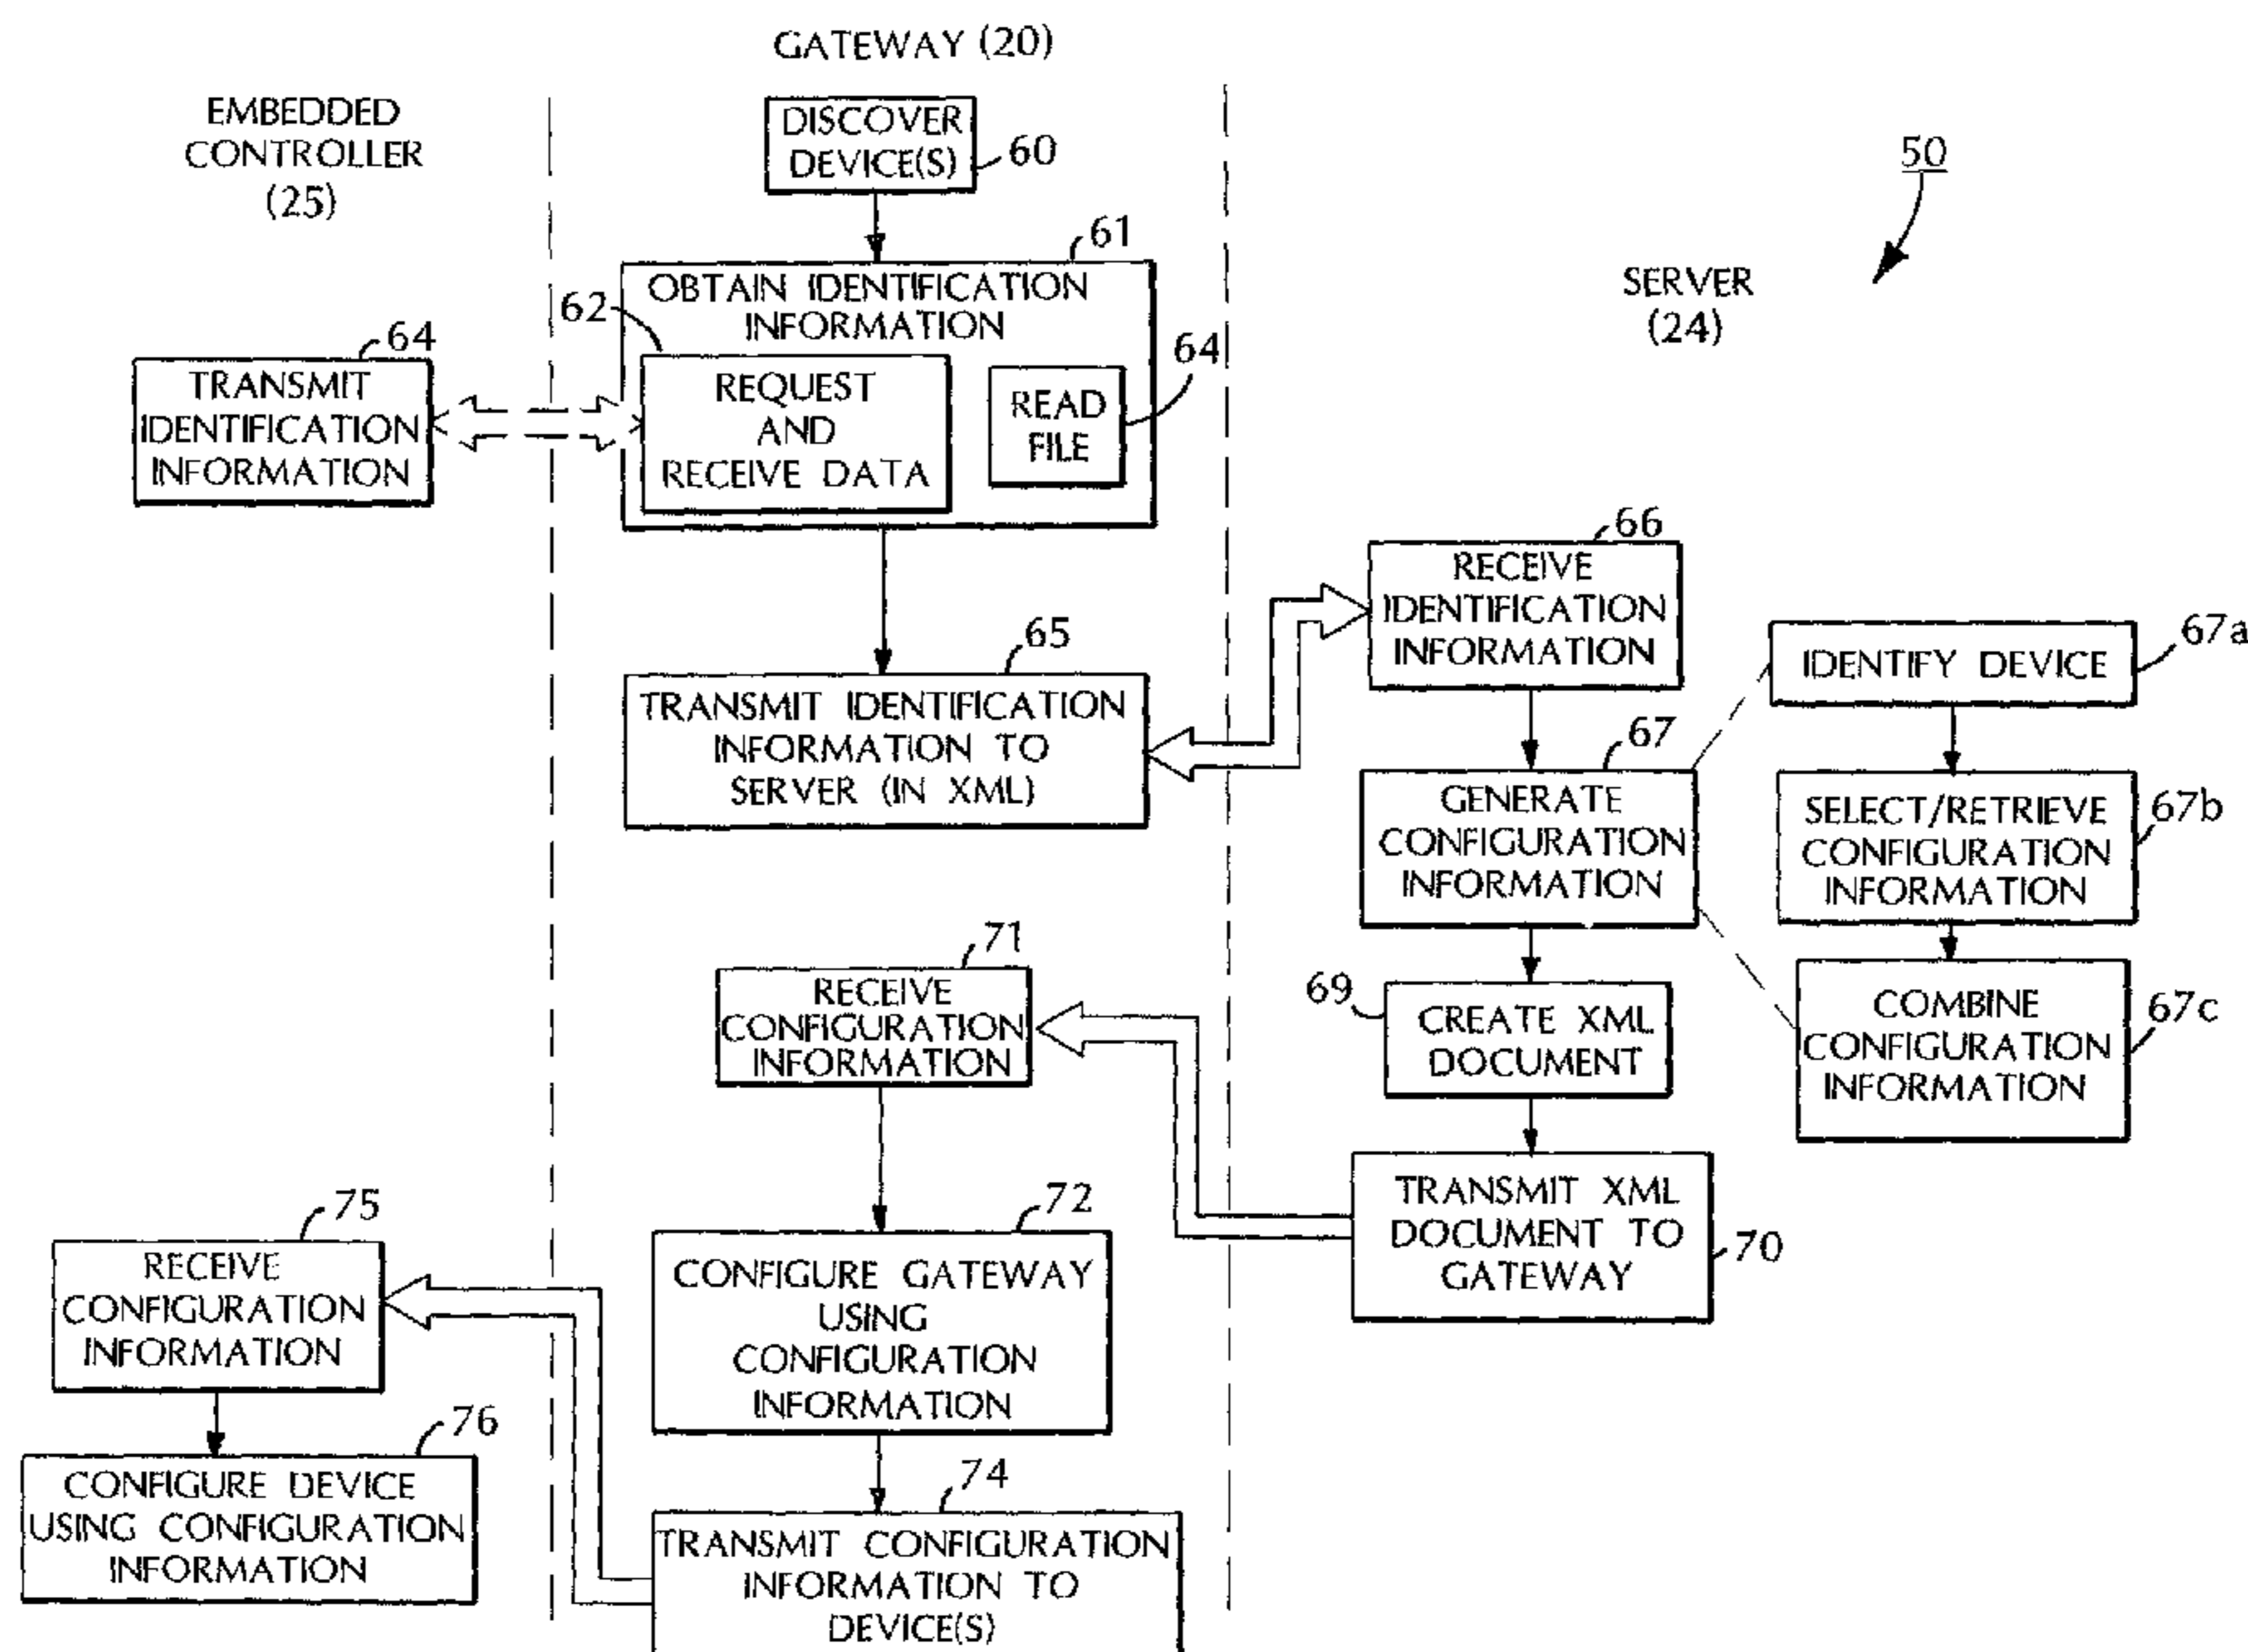 GATEWAY (20)
EMBEDDED
CONTROLLER
(25)
DISCOVER
DEVICE(S)
60
50
SERVER
(24)
61
OBTAIN IDENTIFICATION
INFORMATION
62
REQUEST
AND
RECEIVE DATA
64
READ
FILE
64
TRANSMIT
IDENTIFICATION
INFORMATION
65
TRANSMIT IDENTIFICATION
INFORMATION TO
SERVER (IN XML)
66
RECEIVE
IDENTIFICATION
INFORMATION
67
GENERATE
CONFIGURATION
INFORMATION
67a
IDENTIFY DEVICE
67b
SELECT/RETRIEVE
CONFIGURATION
INFORMATION
67c
COMBINE
CONFIGURATION
INFORMATION
69
CREATE XML
DOCUMENT
70
TRANSMIT XML
DOCUMENT TO
GATEWAY
71
RECEIVE
CONFIGURATION
INFORMATION
72
CONFIGURE GATEWAY
USING
CONFIGURATION
INFORMATION
74
TRANSMIT CONFIGURATION
INFORMATION TO
DEVICE(S)
75
RECEIVE
CONFIGURATION
INFORMATION
76
CONFIGURE DEVICE
USING CONFIGURATION
INFORMATION